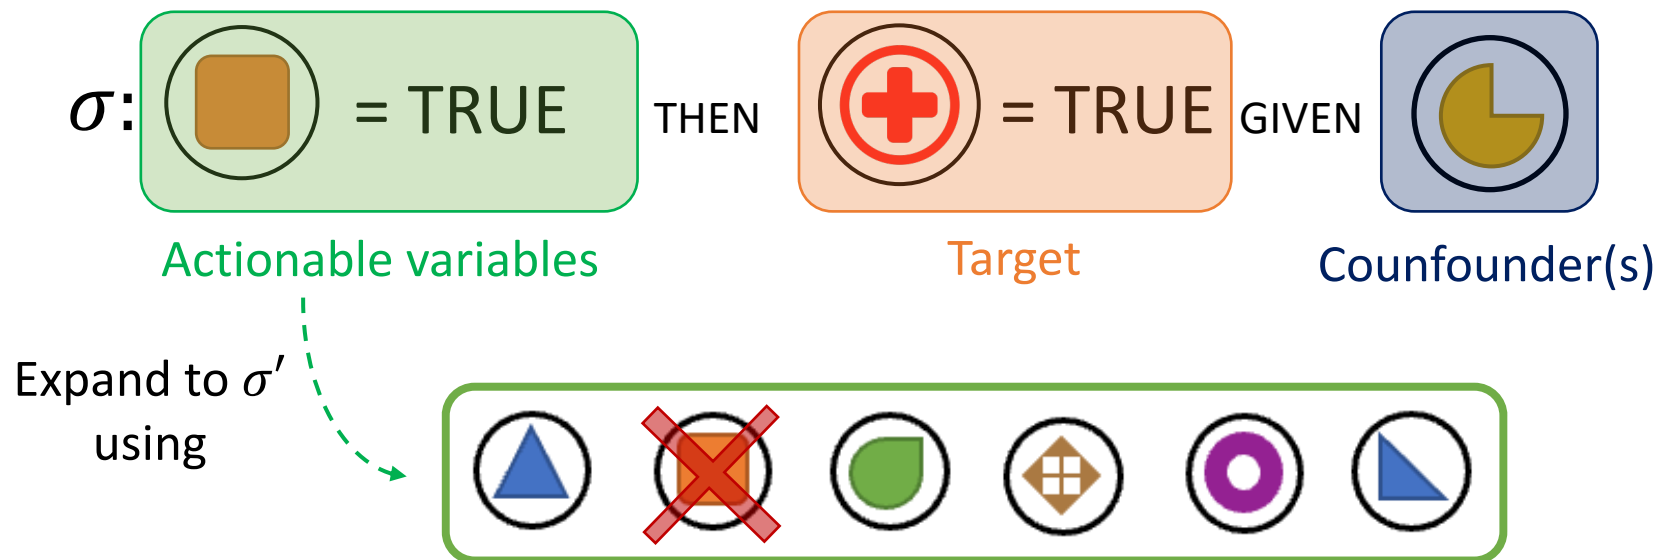 σ: = TRUE THEN = TRUE GIVEN
Actionable variables Target Counfounder(s)
Expand to σ′
using